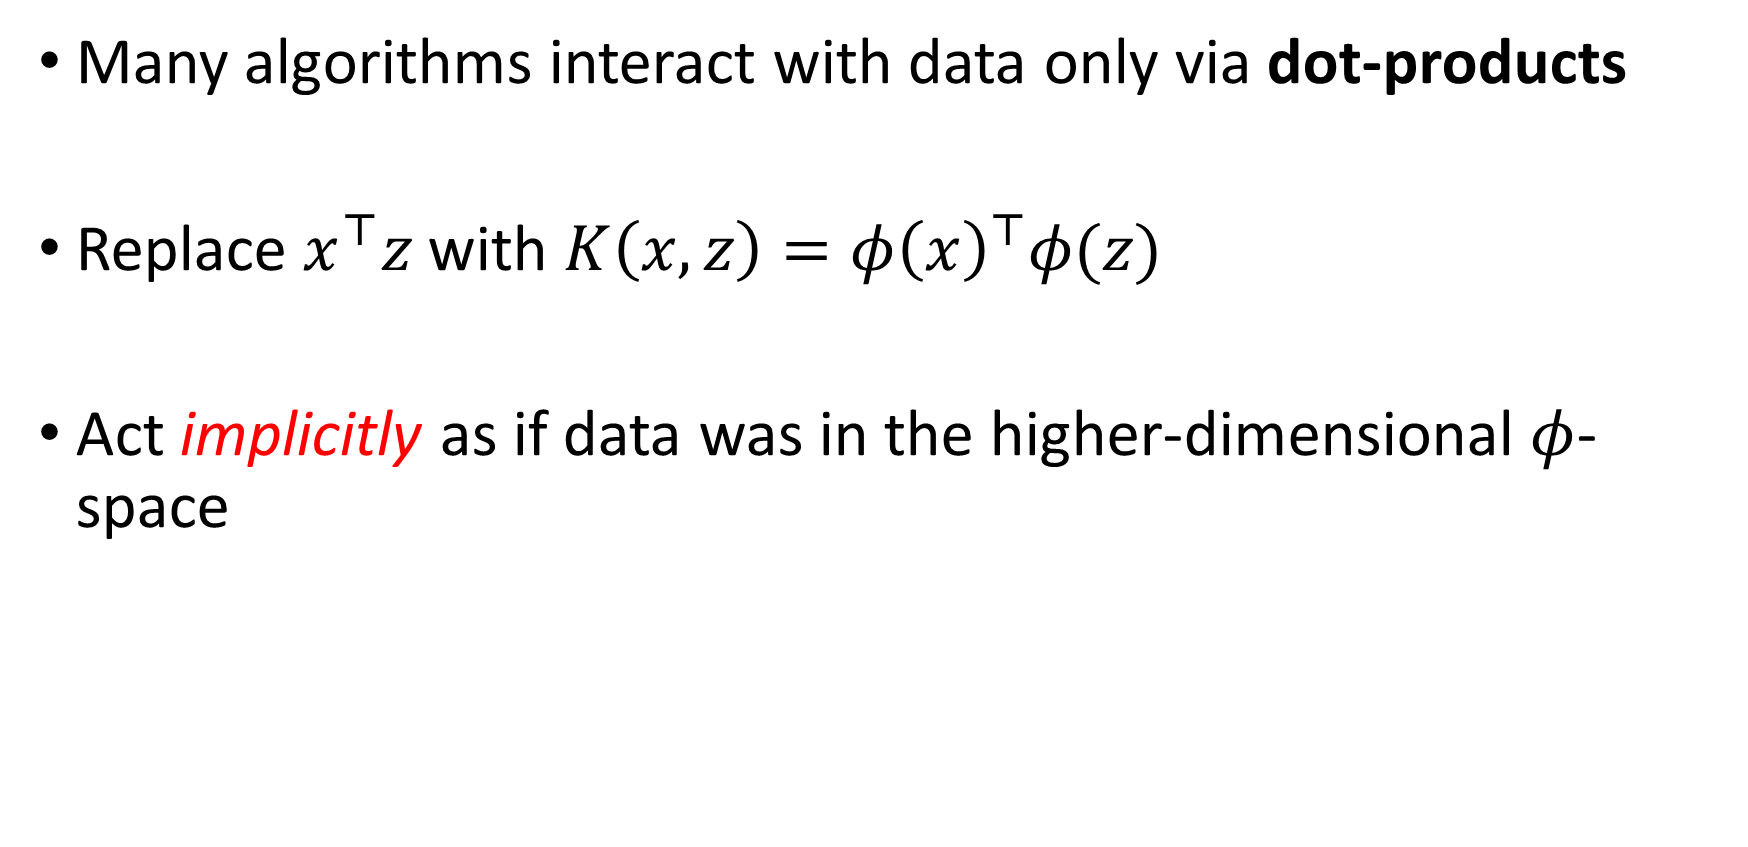 • Many algorithms interact with data only via dot-products
• Replace x⊤z with K(x, z) = ϕ(x)⊤ϕ(z)
• Act implicitly as if data was in the higher-dimensional ϕ-
space